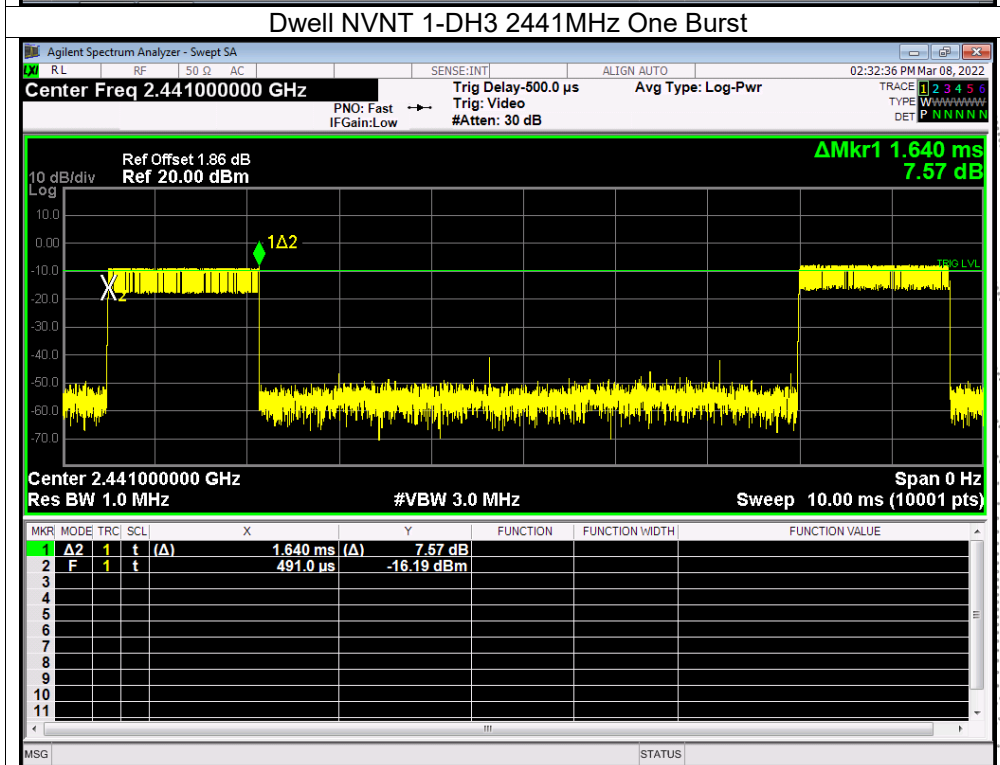 Dwell NVNT 1-DH3 2441MHz One Burst
Agilent Spectrum Analyzer - Swept SA
LXI RL RF 50 Ω AC SENSE:INT ALIGN AUTO 02:32:36 PM Mar 08, 2022
Center Freq 2.441000000 GHz
PNO: Fast
IFGain:Low
Trig Delay-500.0 µs
Trig: Video
#Atten: 30 dB
Avg Type: Log-Pwr
TRACE 1 2 3 4 5 6
TYPE WWWWWW
DET P N N N N N
ΔMkr1 1.640 ms
7.57 dB
Ref Offset 1.86 dB
10 dB/div Ref 20.00 dBm
Log
10.0
0.00
-10.0
-20.0
-30.0
-40.0
-50.0
-60.0
-70.0
1Δ2
X2
TRIG LVL
Center 2.441000000 GHz Span 0 Hz
Res BW 1.0 MHz #VBW 3.0 MHz Sweep 10.00 ms (10001 pts)
MKR MODE TRC SCL X Y FUNCTION FUNCTION WIDTH FUNCTION VALUE
1 Δ2 1 t (Δ) 1.640 ms (Δ) 7.57 dB
2 F 1 t 491.0 µs -16.19 dBm
3
4
5
6
7
8
9
10
11
MSG STATUS